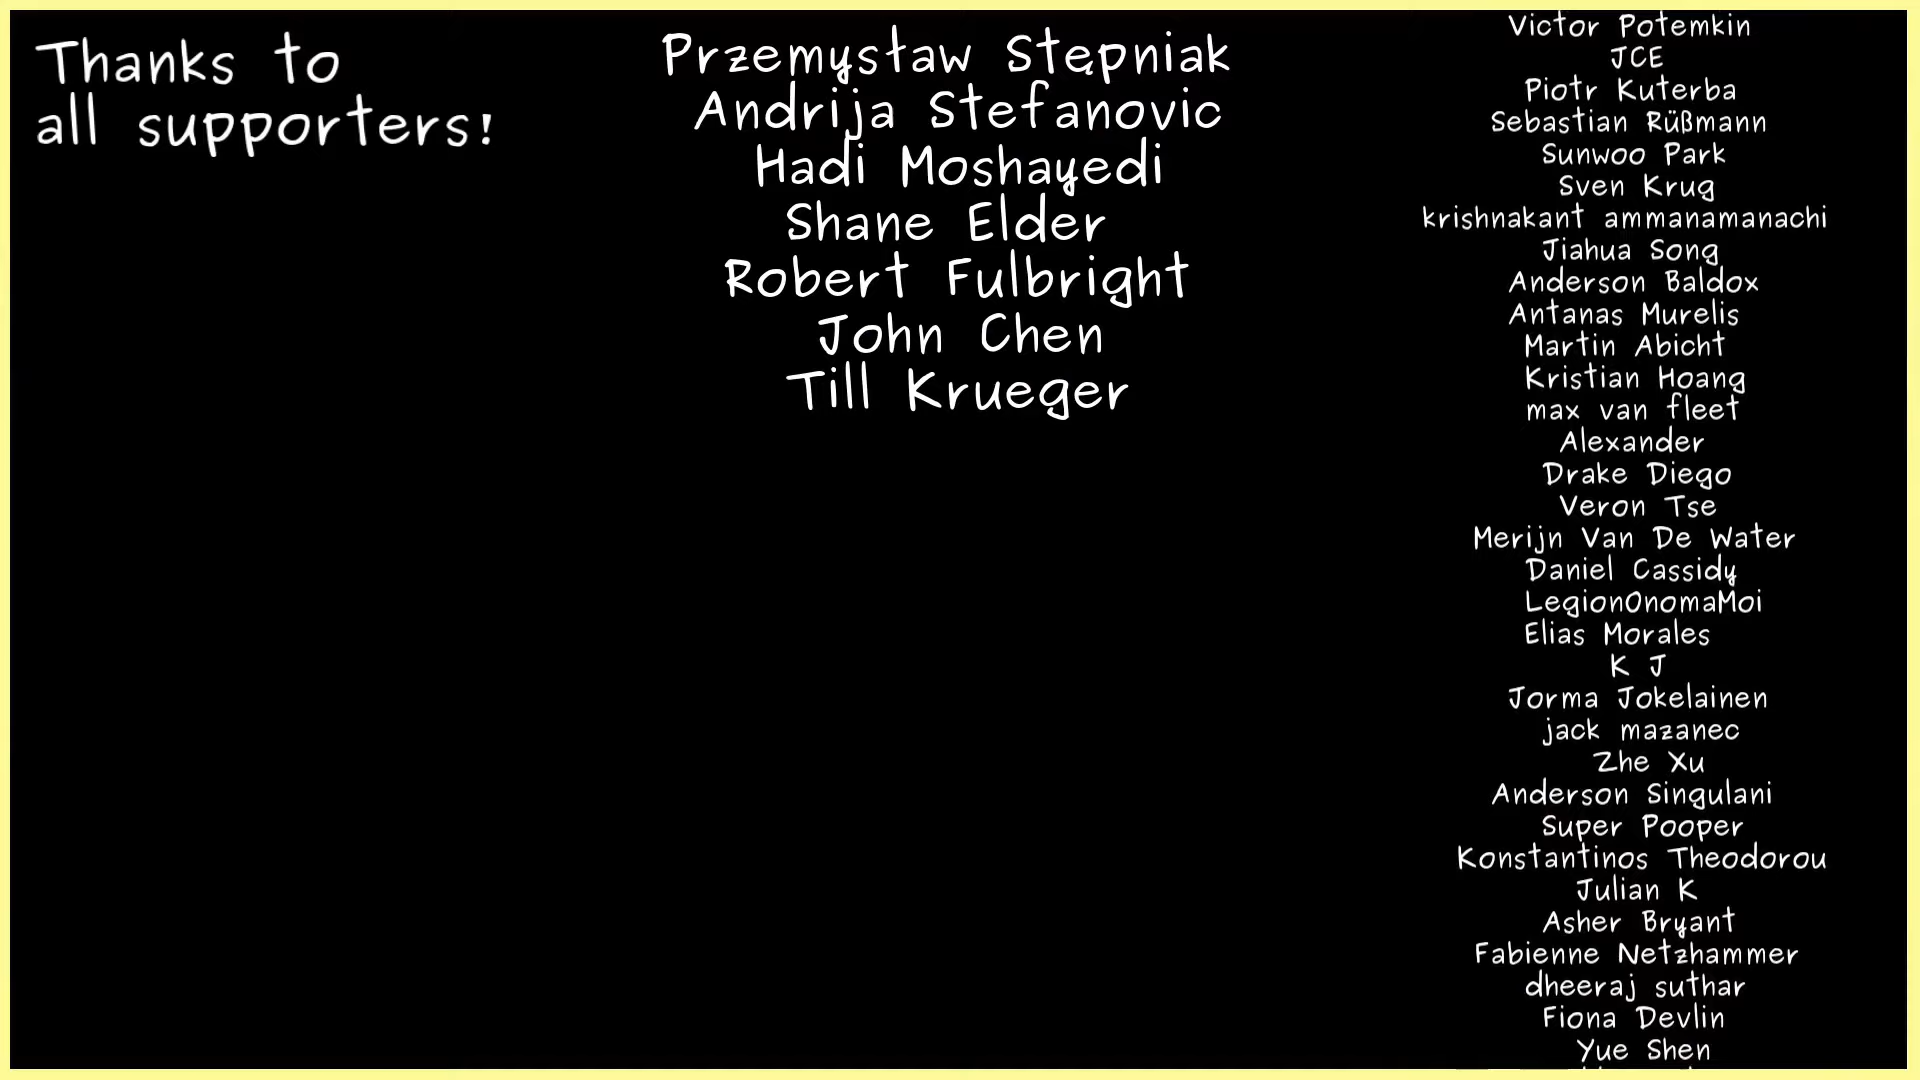 Thanks to
all supporters!
Przemysław Stępniak
Andrija Stefanovic
Hadi Moshayedi
Shane Elder
Robert Fulbright
John Chen
Till Krueger
Victor Potemkin
JCE
Piotr Kuterba
Sebastian Rüßmann
Sunwoo Park
Sven Krug
krishnakant ammanamanachi
Jiahua Song
Anderson Baldox
Antanas Murelis
Martin Abicht
Kristian Hoang
max van fleet
Alexander
Drake Diego
Veron Tse
Merijn Van De Water
Daniel Cassidy
LegionOnomaMoi
Elias Morales
K J
Jorma Jokelainen
jack mazanec
Zhe Xu
Anderson Singulani
Super Pooper
Konstantinos Theodorou
Julian K
Asher Bryant
Fabienne Netzhammer
dheeraj suthar
Fiona Devlin
Yue Shen